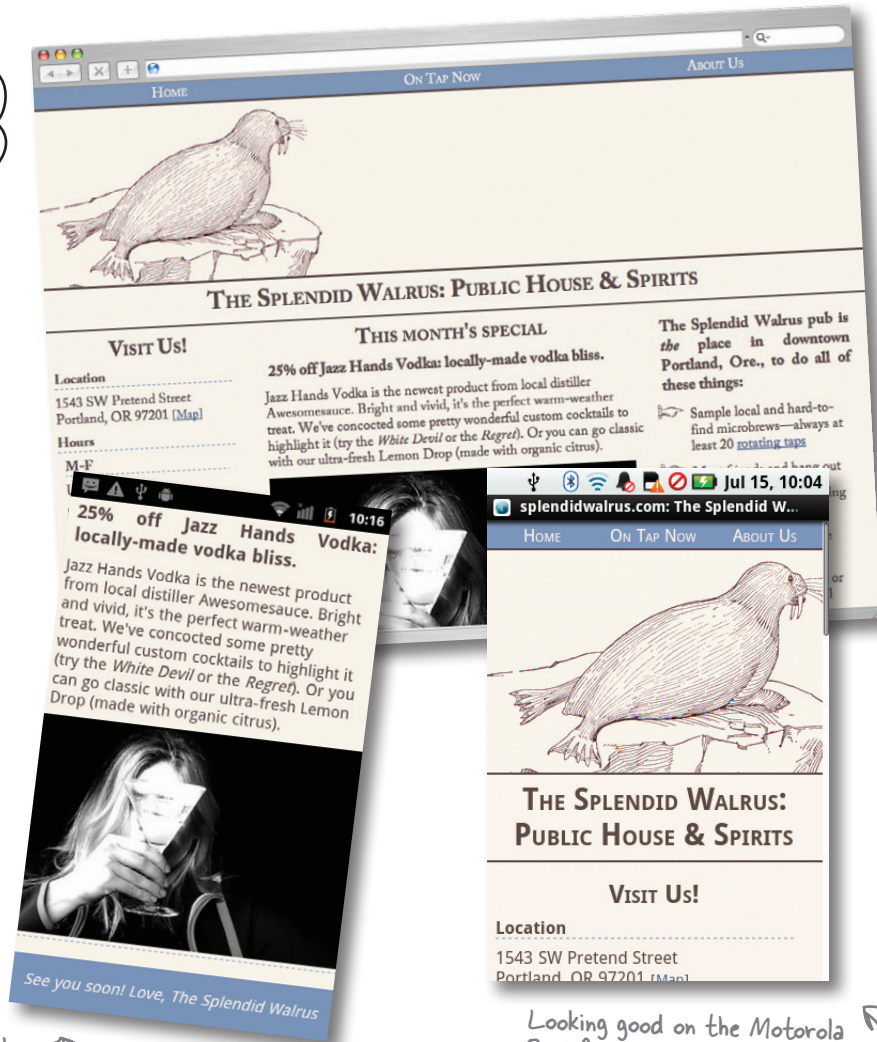 Home On Tap Now About Us
The Splendid Walrus: Public House & Spirits
Visit Us!
Location
1543 SW Pretend Street
Portland, OR 97201 [Map]
Hours
M-F
This month's special
25% off Jazz Hands Vodka: locally-made vodka bliss.
Jazz Hands Vodka is the newest product from local distiller
Awesomesauce. Bright and vivid, it's the perfect warm-weather
treat. We've concocted some pretty wonderful custom cocktails to
highlight it (try the White Devil or the Regret). Or you can go classic
with our ultra-fresh Lemon Drop (made with organic citrus).
The Splendid Walrus pub is
the place in downtown
Portland, Ore., to do all of
these things:
Sample local and hard-to-
find microbrews—always at
least 20 rotating taps
out
or
10:16
25% off Jazz Hands Vodka:
locally-made vodka bliss.
Jazz Hands Vodka is the newest product
from local distiller Awesomesauce. Bright
and vivid, it's the perfect warm-weather
treat. We've concocted some pretty
wonderful custom cocktails to highlight it
(try the White Devil or the Regret). Or you
can go classic with our ultra-fresh Lemon
Drop (made with organic citrus).
See you soon! Love, The Splendid Walrus
Jul 15, 10:04
splendidwalrus.com: The Splendid W...
Home On Tap Now About Us
The Splendid Walrus:
Public House & Spirits
Visit Us!
Location
1543 SW Pretend Street
Portland, OR 97201 [Map]
Looking good on the Motorola